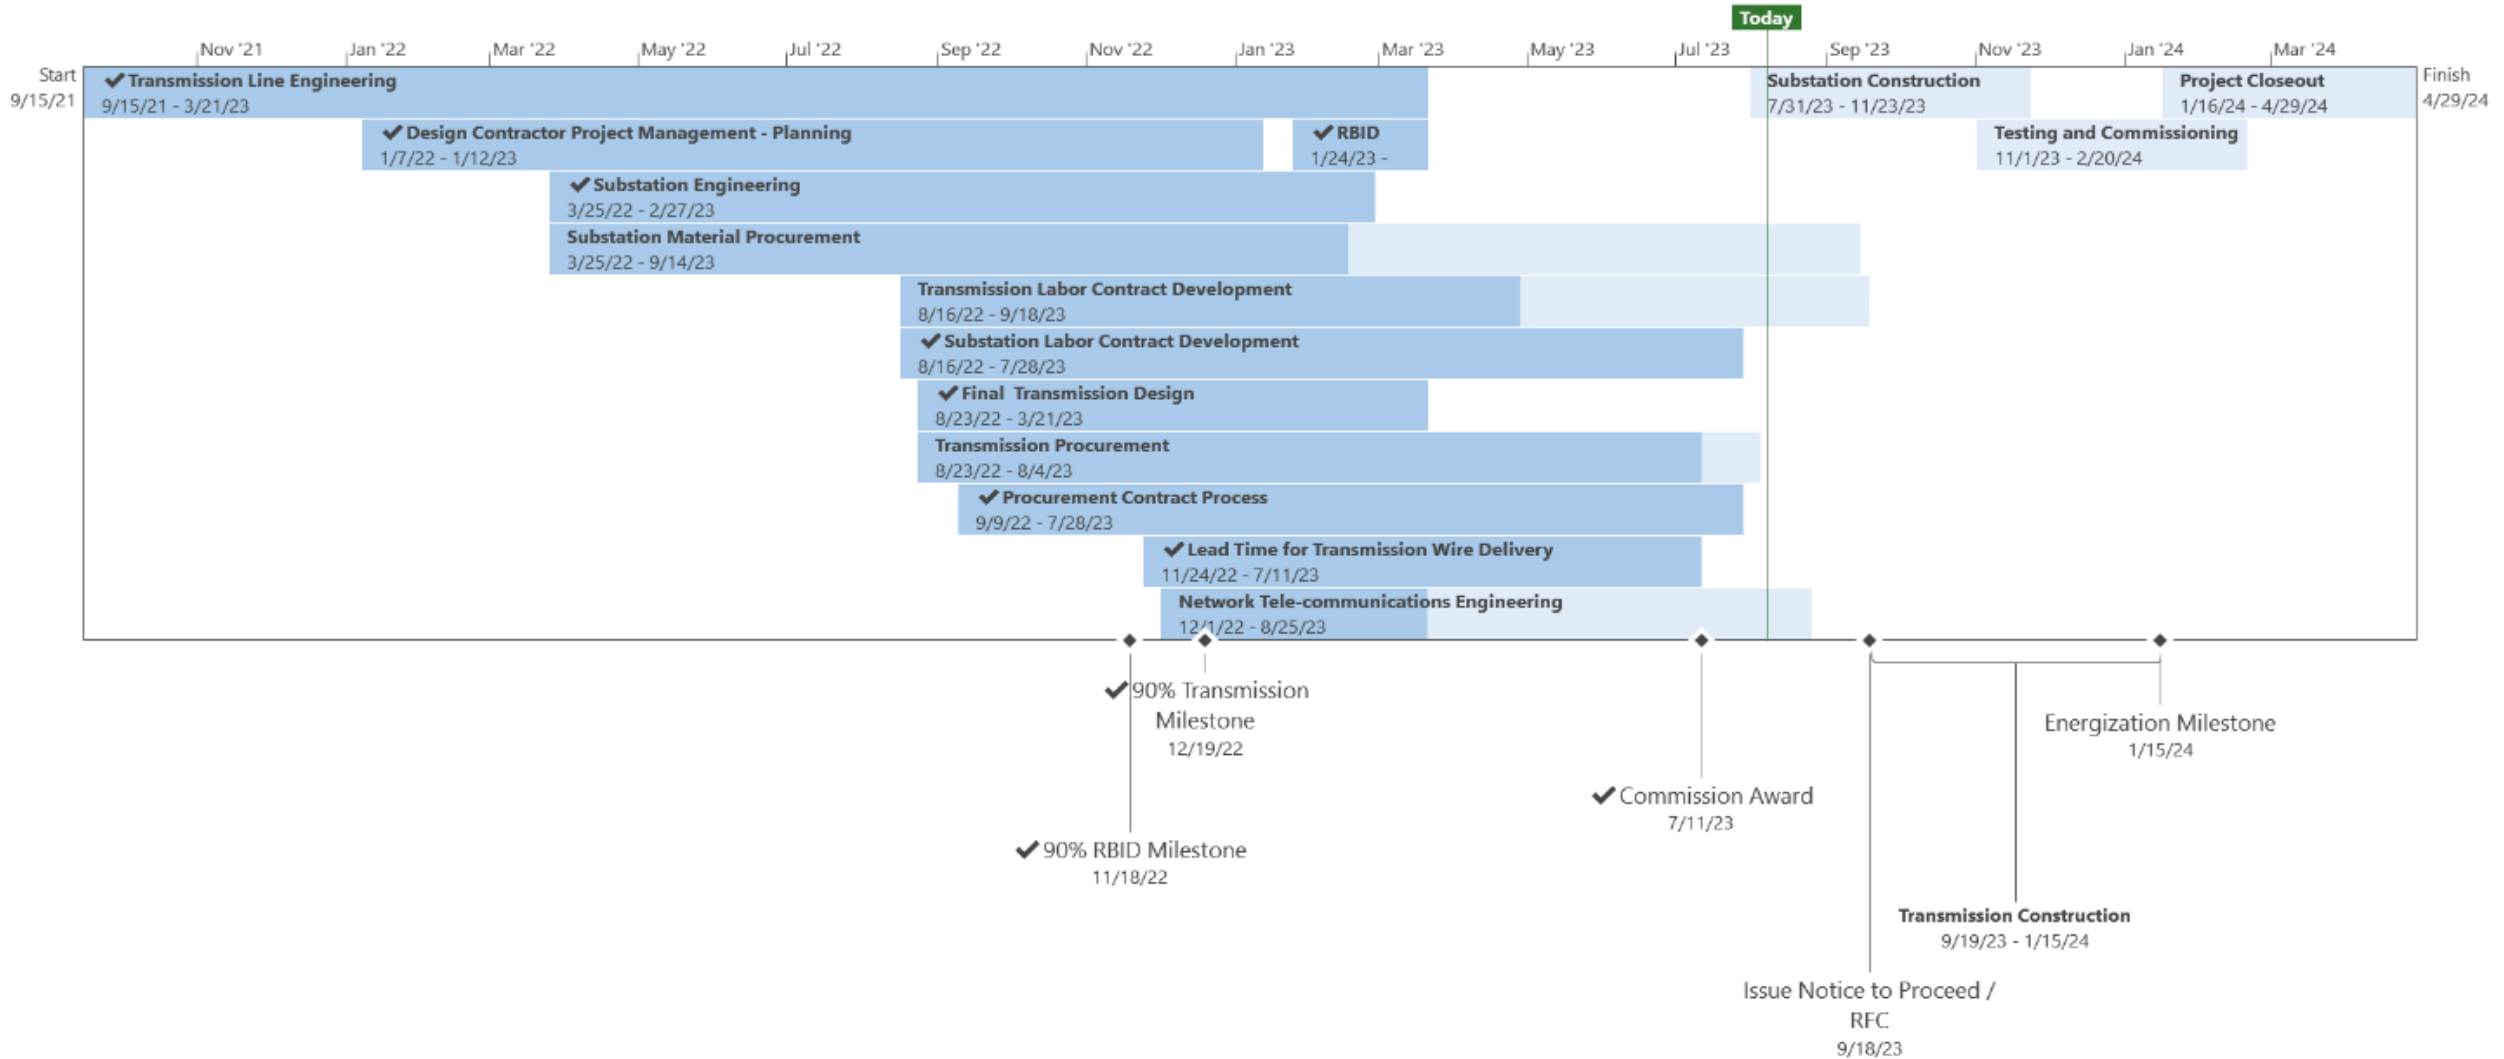 Today
Nov '21
Jan '22
Mar '22
May '22
Jul '22
Sep '22
Nov '22
Jan '23
Mar '23
May '23
Jul '23
Sep '23
Nov '23
Jan '24
Mar '24
Start
9/15/21
Finish
4/29/24
✔Transmission Line Engineering
9/15/21 - 3/21/23
Substation Construction
7/31/23 - 11/23/23
Project Closeout
1/16/24 - 4/29/24
✔Design Contractor Project Management - Planning
1/7/22 - 1/12/23
✔RBID
1/24/23 -
Testing and Commissioning
11/1/23 - 2/20/24
✔Substation Engineering
3/25/22 - 2/27/23
Substation Material Procurement
3/25/22 - 9/14/23
Transmission Labor Contract Development
8/16/22 - 9/18/23
✔Substation Labor Contract Development
8/16/22 - 7/28/23
✔Final  Transmission Design
8/23/22 - 3/21/23
Transmission Procurement
8/23/22 - 8/4/23
✔Procurement Contract Process
9/9/22 - 7/28/23
✔Lead Time for Transmission Wire Delivery
11/24/22 - 7/11/23
Network Tele-communications Engineering
12/1/22 - 8/25/23
✔90% Transmission
Milestone
12/19/22
Energization Milestone
1/15/24
✔Commission Award
7/11/23
✔90% RBID Milestone
11/18/22
Transmission Construction
9/19/23 - 1/15/24
Issue Notice to Proceed /
RFC
9/18/23